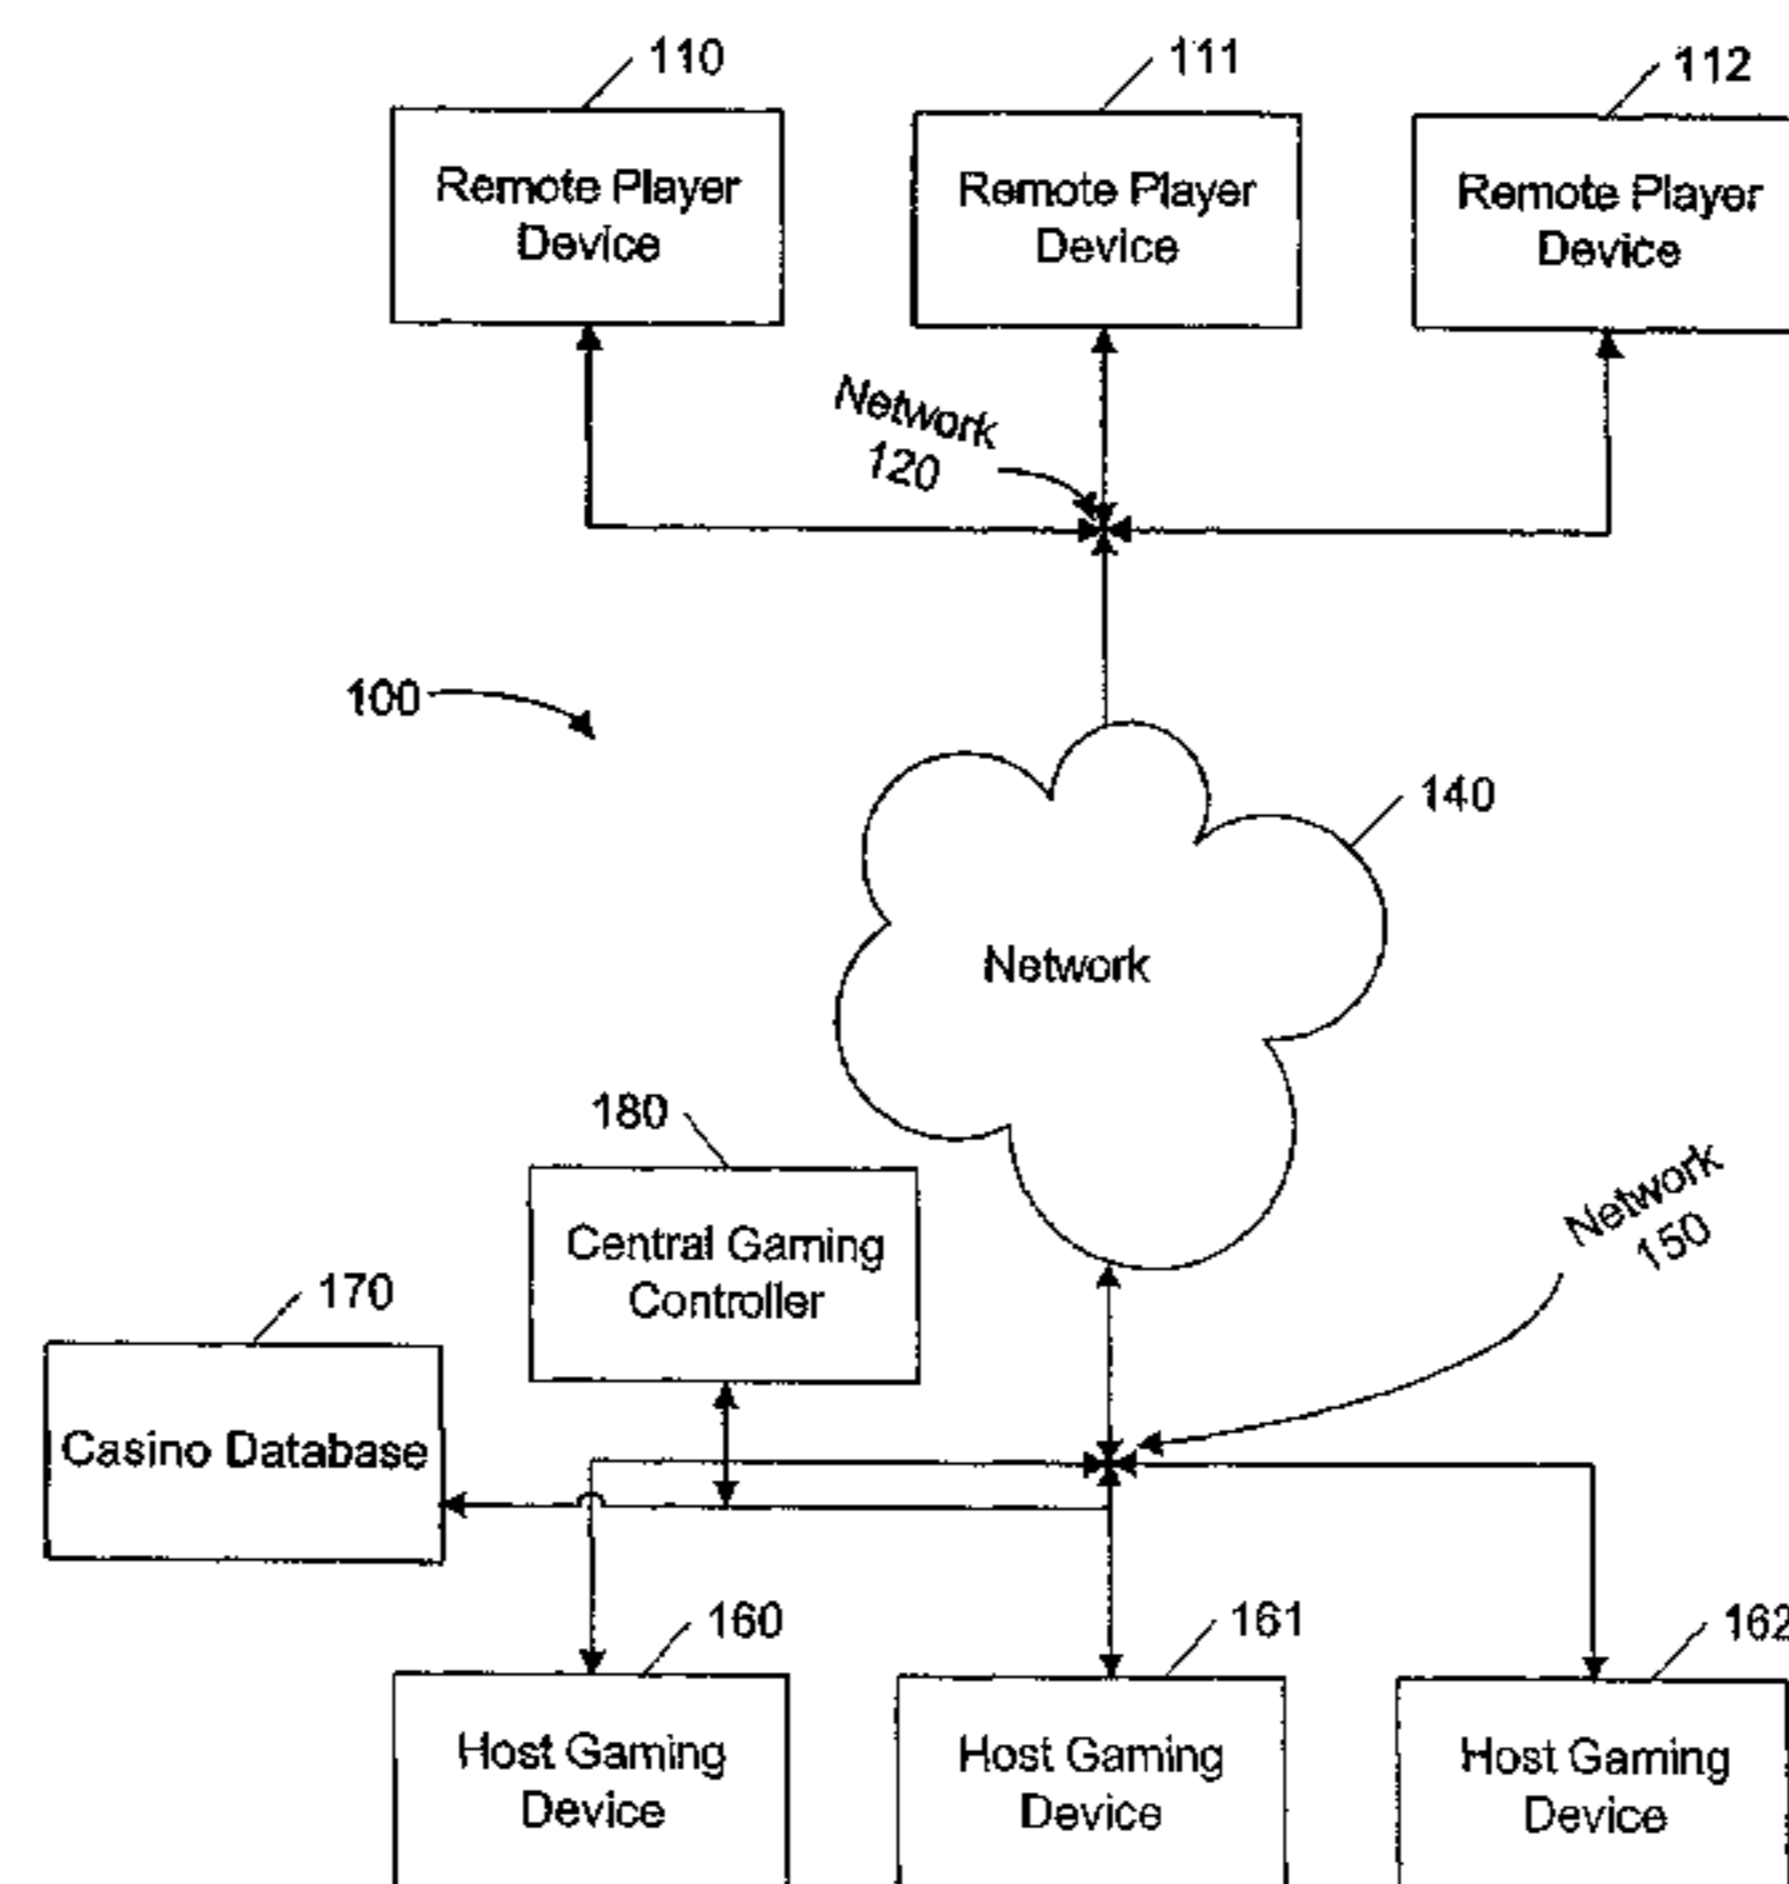 110
111
112
Remote Player
Device
Remote Player
Device
Remote Player
Device
Network
120
100
140
Network
180
Central Gaming
Controller
Network
150
170
Casino Database
160
161
162
Host Gaming
Device
Host Gaming
Device
Host Gaming
Device